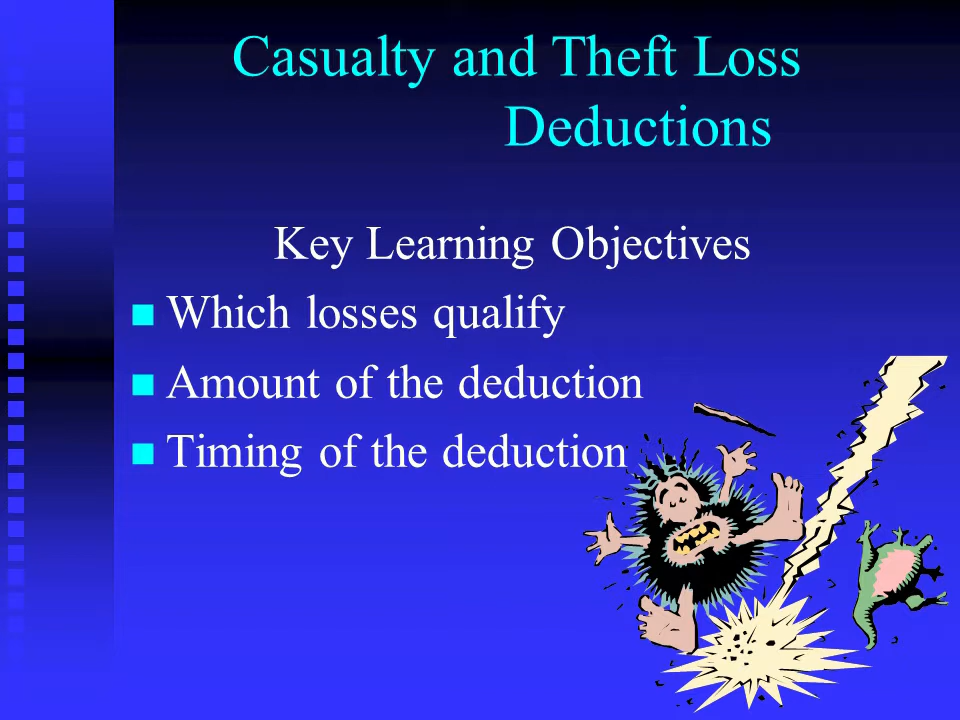 Casualty and Theft Loss
Deductions
Key Learning Objectives
Which losses qualify
Amount of the deduction
Timing of the deduction